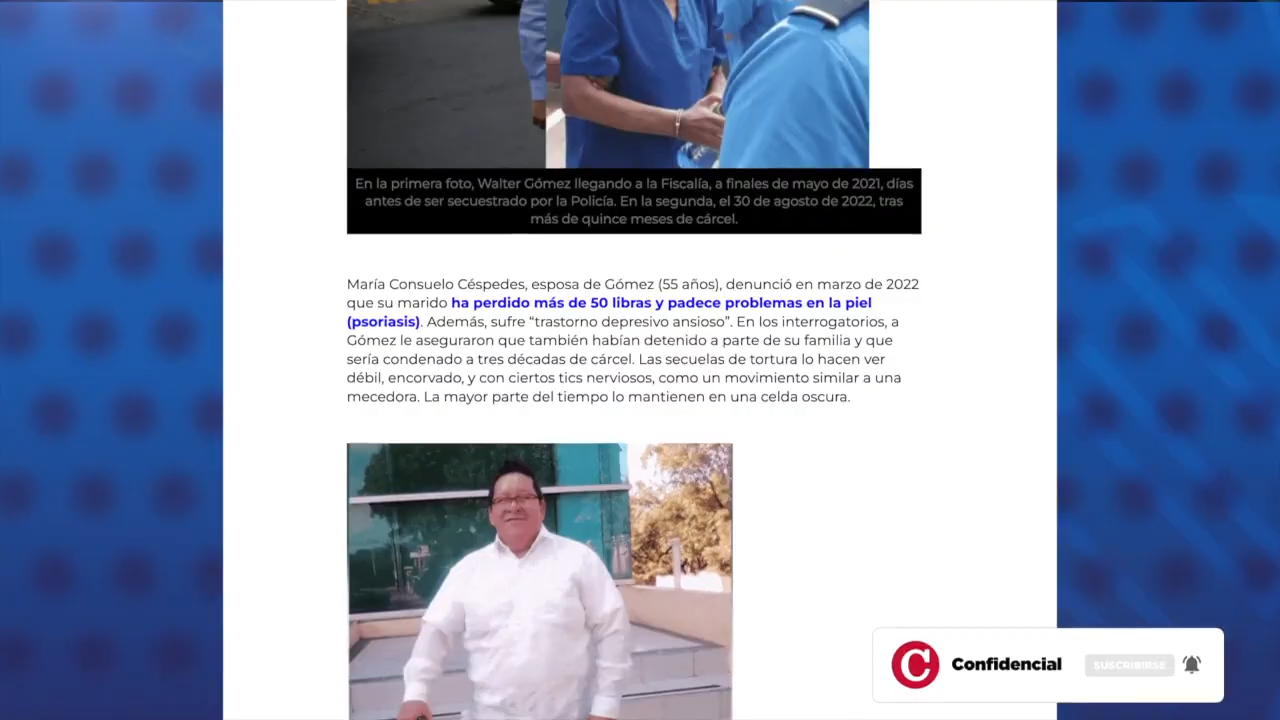 En la primera foto, Walter Gómez llegando a la Fiscalía, a finales de mayo de 2021, días
antes de ser secuestrado por la Policía. En la segunda, el 30 de agosto de 2022, tras
más de quince meses de cárcel.
María Consuelo Céspedes, esposa de Gómez (55 años), denunció en marzo de 2022
que su marido ha perdido más de 50 libras y padece problemas en la piel
(psoriasis). Además, sufre “trastorno depresivo ansioso”. En los interrogatorios, a
Gómez le aseguraron que también habían detenido a parte de su familia y que
sería condenado a tres décadas de cárcel. Las secuelas de tortura lo hacen ver
débil, encorvado, y con ciertos tics nerviosos, como un movimiento similar a una
mecedora. La mayor parte del tiempo lo mantienen en una celda oscura.
C Confidencial SUSCRIBIRSE